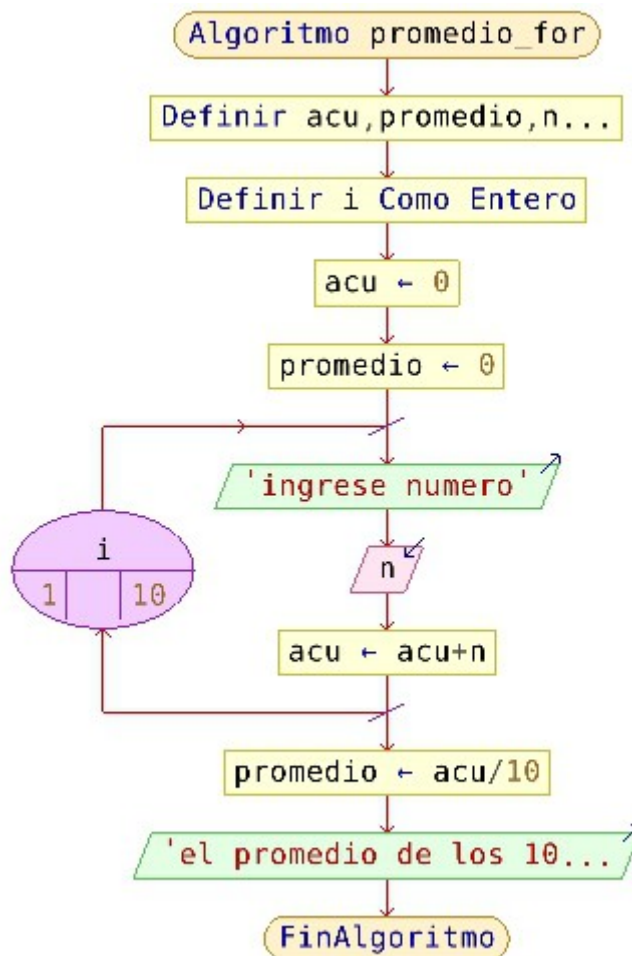 Algoritmo promedio_for
Definir acu,promedio,n...
Definir i Como Entero
acu ← 0
promedio ← 0
'ingrese numero'
i
1 10
n
acu ← acu+n
promedio ← acu/10
'el promedio de los 10...
FinAlgoritmo